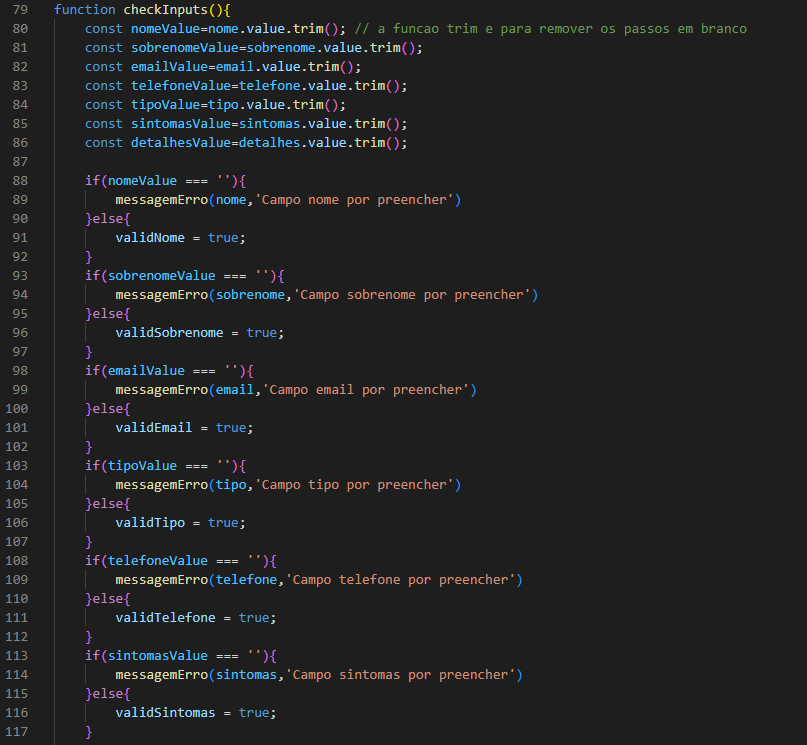 79 function checkInputs(){
80 const nomeValue=nome.value.trim(); // a funcao trim e para remover os passos em branco
81 const sobrenomeValue=sobrenome.value.trim();
82 const emailValue=email.value.trim();
83 const telefoneValue=telefone.value.trim();
84 const tipoValue=tipo.value.trim();
85 const sintomasValue=sintomas.value.trim();
86 const detalhesValue=detalhes.value.trim();
87
88 if(nomeValue === ''){
89 messagemErro(nome,'Campo nome por preencher')
90 }else{
91 validNome = true;
92 }
93 if(sobrenomeValue === ''){
94 messagemErro(sobrenome,'Campo sobrenome por preencher')
95 }else{
96 validSobrenome = true;
97 }
98 if(emailValue === ''){
99 messagemErro(email,'Campo email por preencher')
100 }else{
101 validEmail = true;
102 }
103 if(tipoValue === ''){
104 messagemErro(tipo,'Campo tipo por preencher')
105 }else{
106 validTipo = true;
107 }
108 if(telefoneValue === ''){
109 messagemErro(telefone,'Campo telefone por preencher')
110 }else{
111 validTelefone = true;
112 }
113 if(sintomasValue === ''){
114 messagemErro(sintomas,'Campo sintomas por preencher')
115 }else{
116 validSintomas = true;
117 }